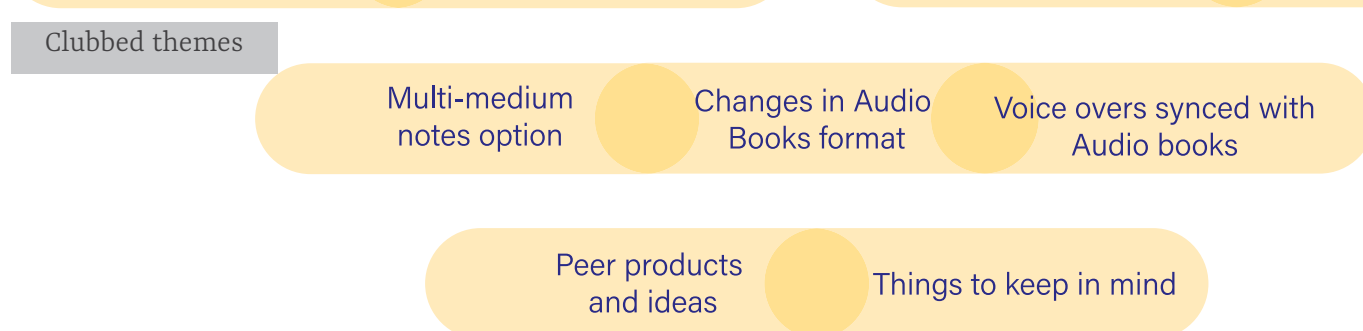 Clubbed themes
Multi-medium
notes option
Changes in Audio
Books format
Voice overs synced with
Audio books
Peer products
and ideas
Things to keep in mind